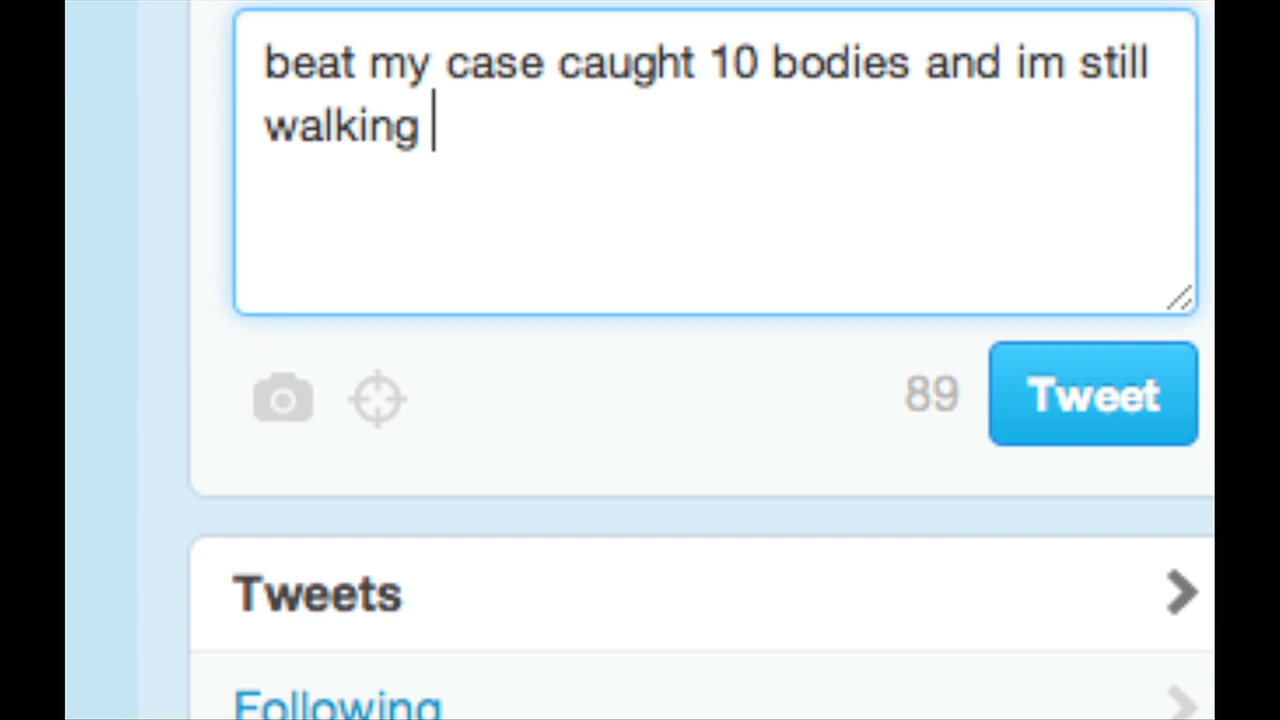 beat my case caught 10 bodies and im still
walking
89
Tweet
Tweets
Following